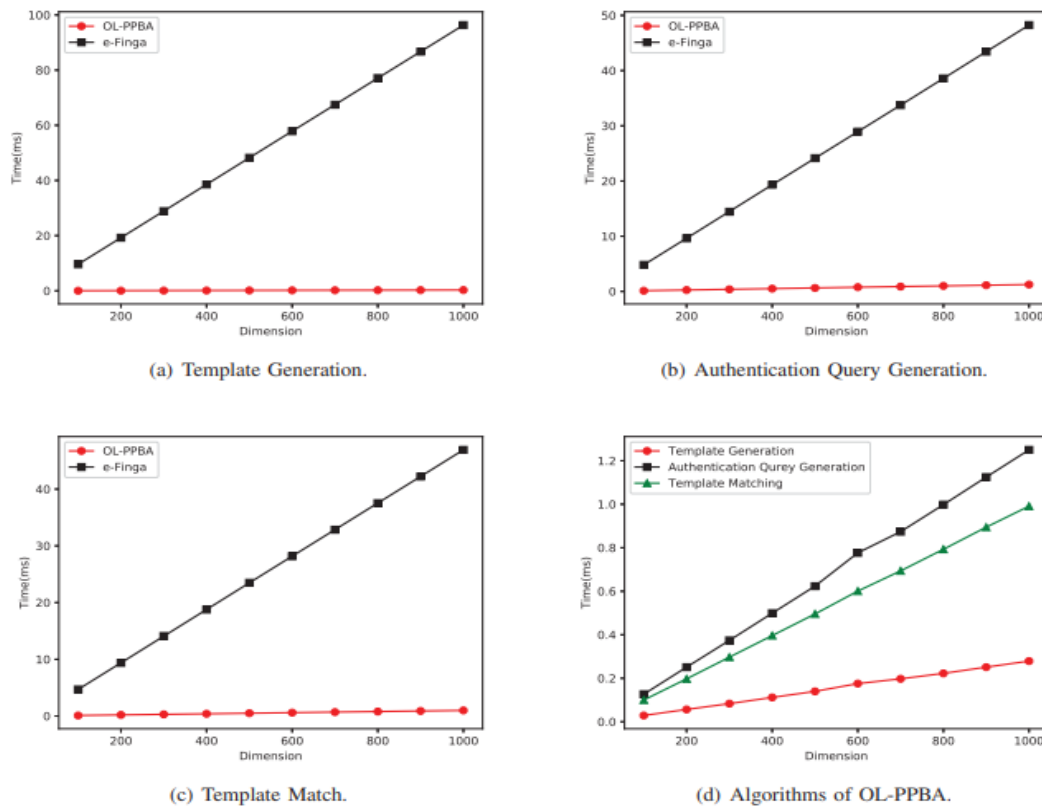 OL-PPBA
e-Finga
100
80
60
40
20
0
Time(ms)
200
400
600
800
1000
Dimension
(a) Template Generation.
OL-PPBA
e-Finga
50
40
30
20
10
0
Time(ms)
200
400
600
800
1000
Dimension
(b) Authentication Query Generation.
OL-PPBA
e-Finga
40
30
20
10
0
Time(ms)
200
400
600
800
1000
Dimension
(c) Template Match.
Template Generation
Authentication Qurey Generation
Template Matching
1.2
1.0
0.8
0.6
0.4
0.2
0.0
Time(ms)
200
400
600
800
1000
Dimension
(d) Algorithms of OL-PPBA.